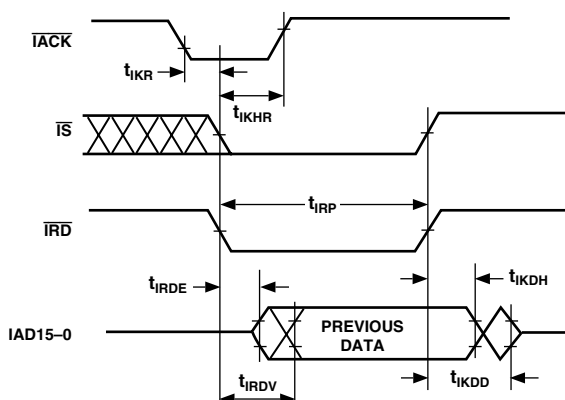 IACK
tIKR
tIKHR
IS
tIRP
IRD
tIRDE
tIKDH
IAD15–0
PREVIOUS
DATA
tIRDV
tIKDD